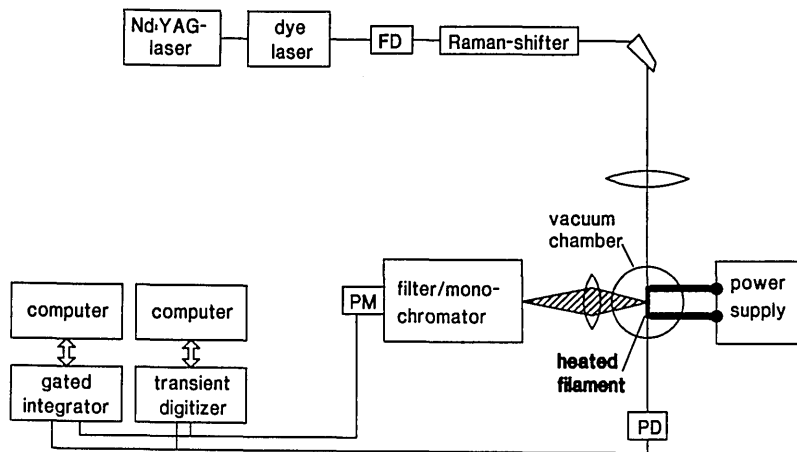 Nd:YAG-
laser
dye
laser
FD
Raman-shifter
vacuum
chamber
power
supply
filter/mono-
chromator
PM
computer
computer
gated
integrator
transient
digitizer
heated
filament
PD